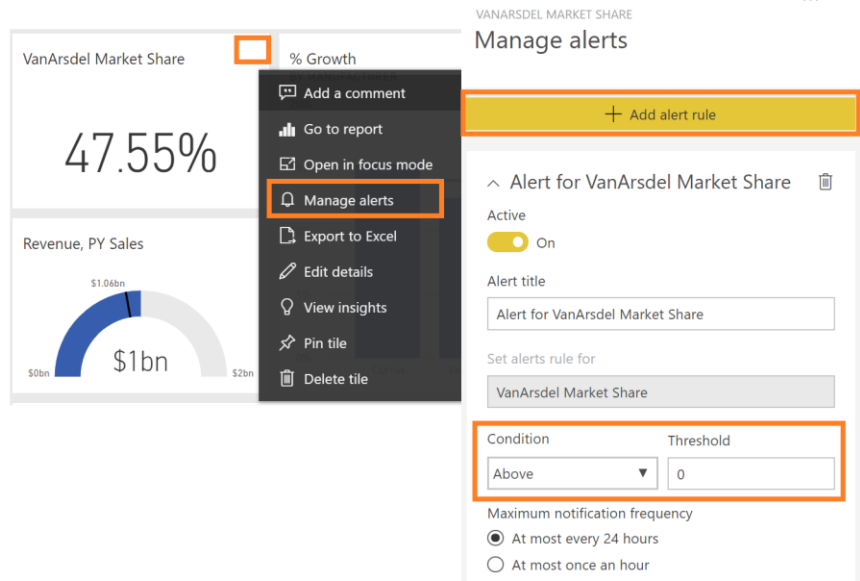 VanArsdel Market Share
47.55%
% Growth
BY MANUFACTURER
Add a comment
Go to report
Open in focus mode
Manage alerts
Export to Excel
Edit details
View insights
Pin tile
Delete tile
Revenue, PY Sales
$1.06bn
$1bn
$0bn
$2bn
VANARSDEL MARKET SHARE
Manage alerts
+ Add alert rule
Alert for VanArsdel Market Share
Active
On
Alert title
Alert for VanArsdel Market Share
Set alerts rule for
VanArsdel Market Share
Condition Threshold
Above 0
Maximum notification frequency
At most every 24 hours
At most once an hour